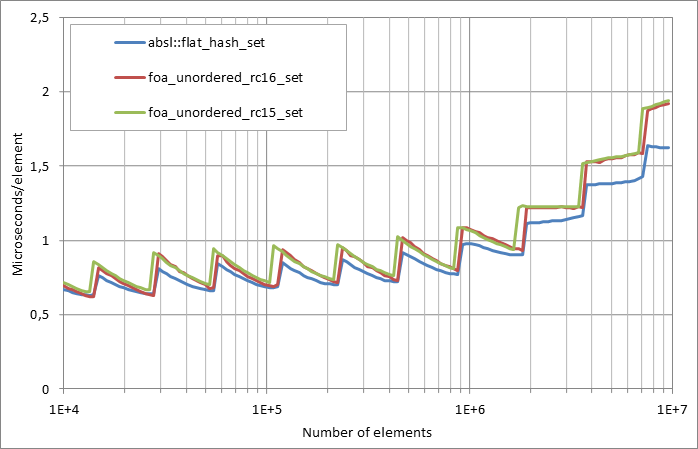 2,5
2
1,5
1
0,5
0
Microseconds/element
absl::flat_hash_set
foa_unordered_rc16_set
foa_unordered_rc15_set
1E+4 1E+5 1E+6 1E+7
Number of elements